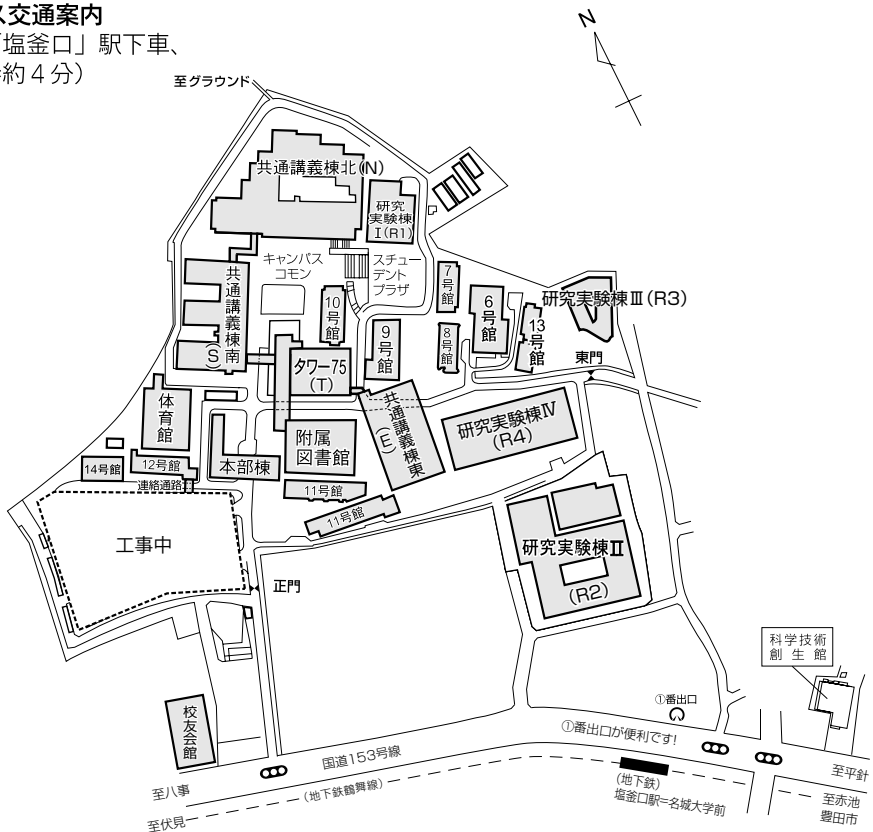 ス交通案内
「塩釜口」駅下車、
約4分）
N
至グラウンド
共通講義棟北(N)
研究
実験棟
Ⅰ(R1)
キャンパス
コモン
スチュー
デント
プラザ
共通講義棟南
(S)
10号館
7号館
6号館
8号館
9号館
13号館
研究実験棟Ⅲ(R3)
東門
タワー75
(T)
体育館
共通講義棟東
(E)
研究実験棟Ⅳ
(R4)
附属
図書館
本部棟
14号館
12号館
連絡通路
11号館
11号館
工事中
研究実験棟Ⅱ
(R2)
正門
科学技術
創生館
校友会館
①番出口
①番出口が便利です!
国道153号線
至八事
(地下鉄鶴舞線)
至伏見
(地下鉄)
塩釜口駅=名城大学前
至平針
至赤池
豊田市